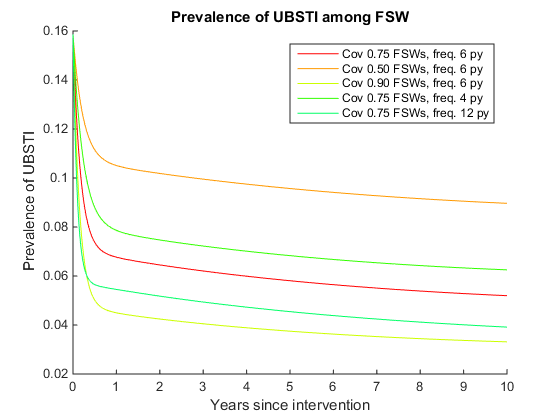 Prevalence of UBSTI among FSW
Cov 0.75 FSWs, freq. 6 py
Cov 0.50 FSWs, freq. 6 py
Cov 0.90 FSWs, freq. 6 py
Cov 0.75 FSWs, freq. 4 py
Cov 0.75 FSWs, freq. 12 py
Prevalence of UBSTI
0.16
0.14
0.12
0.1
0.08
0.06
0.04
0.02
0 1 2 3 4 5 6 7 8 9 10
Years since intervention